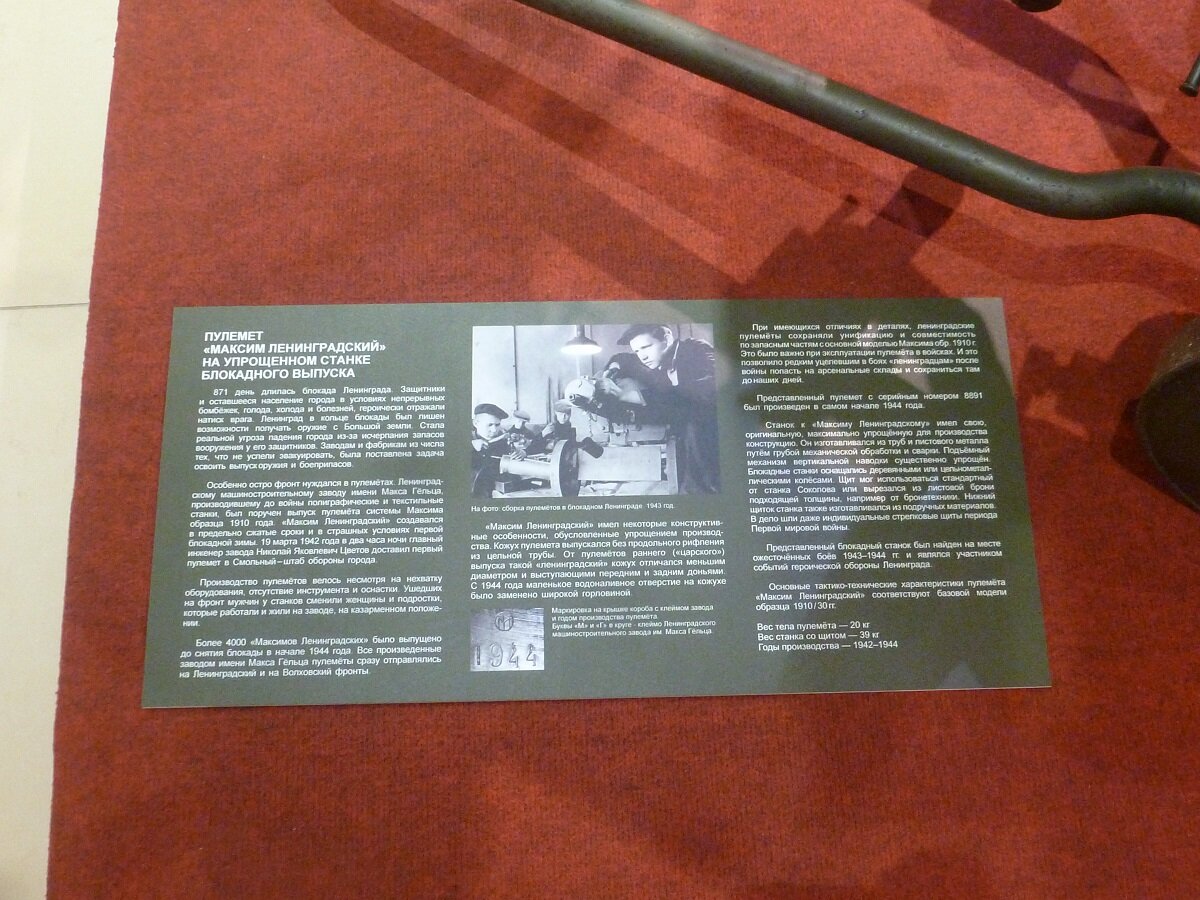 ПУЛЕМЕТ
«МАКСИМ ЛЕНИНГРАДСКИЙ»
НА УПРОЩЕННОМ СТАНКЕ
БЛОКАДНОГО ВЫПУСКА
871 день длилась блокада Ленинграда. Защитники
и оставшееся население города в условиях непрерывных
бомбёжек, голода, холода и болезней, героически отражали
натиск врага. Ленинград в кольце блокады был лишен
возможности получать оружие с Большой земли. Стала
реальной угроза падения города из-за исчерпания запасов
вооружения у его защитников. Заводам и фабрикам из числа
тех, что не успели эвакуировать, была поставлена задача
освоить выпуск оружия и боеприпасов.
Особенно остро фронт нуждался в пулемётах. Ленинград-
скому машиностроительному заводу имени Макса Гёльца,
производившему до войны полиграфические и текстильные
станки, был поручен выпуск пулемёта системы Максима
образца 1910 года. «Максим Ленинградский» создавался
в предельно сжатые сроки и в страшных условиях первой
блокадной зимы. 19 марта 1942 года в два часа ночи главный
инженер завода Николай Яковлевич Цветов доставил первый
пулемет в Смольный – штаб обороны города.
Производство пулемётов велось несмотря на нехватку
оборудования, отсутствие инструмента и оснастки. Ушедших
на фронт мужчин у станков сменили женщины и подростки,
которые работали и жили на заводе, на казарменном положе-
нии.
Более 4000 «Максимов Ленинградских» было выпущено
до снятия блокады в начале 1944 года. Все произведенные
заводом имени Макса Гёльца пулемёты сразу отправлялись
на Ленинградский и на Волховский фронты.
На фото: сборка пулемётов в блокадном Ленинграде. 1943 год.
«Максим Ленинградский» имел некоторые конструктив-
ные особенности, обусловленные упрощением производ-
ства. Кожух пулемета выпускался без продольного рифления
из цельной трубы. От пулеметов раннего («царского»)
выпуска такой «ленинградский» кожух отличался меньшим
диаметром и выступающими передним и задним доньями.
С 1944 года маленькое водоналивное отверстие на кожухе
было заменено широкой горловиной.
1944
Маркировка на крышке короба с клеймом завода
и годом производства пулемёта.
Буквы «М» и «Г» в круге - клеймо Ленинградского
машиностроительного завода им. Макса Гёльца.
При имеющихся отличиях в деталях, ленинградские
пулемёты сохраняли унификацию и совместимость
по запасным частям с основной моделью Максима обр. 1910 г.
Это было важно при эксплуатации пулемёта в войсках. И это
позволило редким уцелевшим в боях «ленинградцам» после
войны попасть на арсенальные склады и сохраниться там
до наших дней.
Представленный пулемет с серийным номером 8891
был произведен в самом начале 1944 года.
Станок к «Максиму Ленинградскому» имел свою,
оригинальную, максимально упрощённую для производства
конструкцию. Он изготавливался из труб и листового металла
путём грубой механической обработки и сварки. Подъёмный
механизм вертикальной наводки существенно упрощён.
Блокадные станки оснащались деревянными или цельнометал-
лическими колёсами. Щит мог использоваться стандартный
от станка Соколова или вырезался из листовой брони
подходящей толщины, например от бронетехники. Нижний
щиток станка также изготавливался из подручных материалов.
В дело шли даже индивидуальные стрелковые щиты периода
Первой мировой войны.
Представленный блокадный станок был найден на месте
ожесточённых боёв 1943–1944 гг. и являлся участником
событий героической обороны Ленинграда.
Основные тактико-технические характеристики пулемёта
«Максим Ленинградский» соответствуют базовой модели
образца 1910/30 гг.
Вес тела пулемёта — 20 кг
Вес станка со щитом — 39 кг
Годы производства — 1942–1944